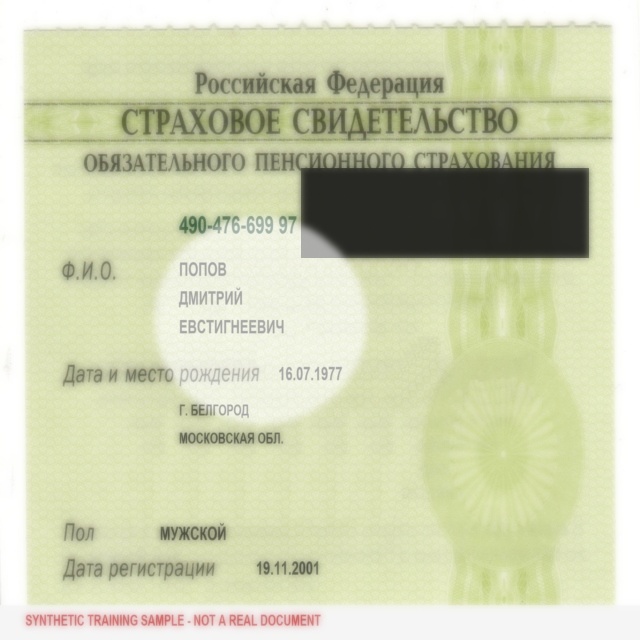 Российская Федерация
СТРАХОВОЕ СВИДЕТЕЛЬСТВО
ОБЯЗАТЕЛЬНОГО ПЕНСИОННОГО СТРАХОВАНИЯ
490-476-699 97
Ф.И.О. ПОПОВ
ДМИТРИЙ
ЕВСТИГНЕЕВИЧ
Дата и место рождения 16.07.1977
Г. БЕЛГОРОД
МОСКОВСКАЯ ОБЛ.
Пол МУЖСКОЙ
Дата регистрации 19.11.2001
SYNTHETIC TRAINING SAMPLE - NOT A REAL DOCUMENT